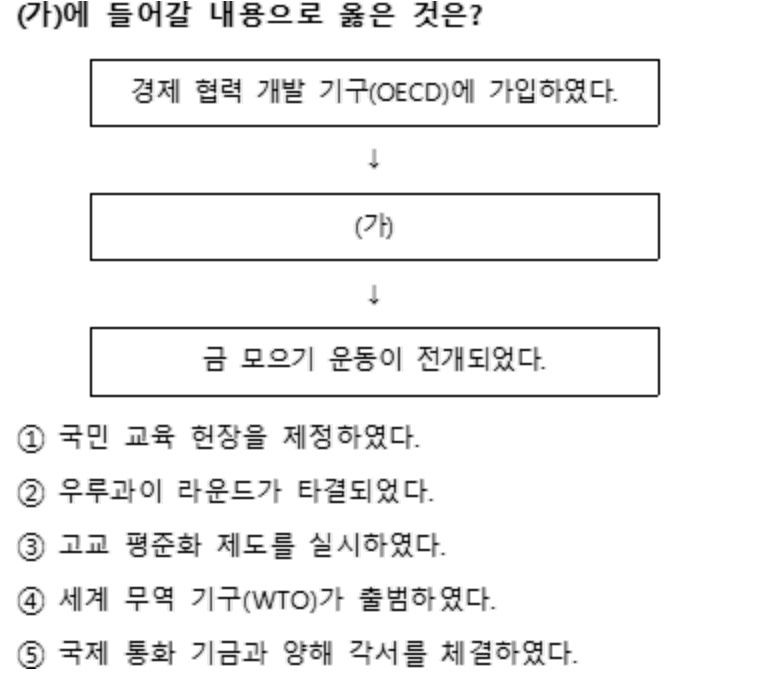 (가)에 들어갈 내용으로 옳은 것은?
경제 협력 개발 기구(OECD)에 가입하였다.
↓
(가)
↓
금 모으기 운동이 전개되었다.
① 국민 교육 헌장을 제정하였다.
② 우루과이 라운드가 타결되었다.
③ 고교 평준화 제도를 실시하였다.
④ 세계 무역 기구(WTO)가 출범하였다.
⑤ 국제 통화 기금과 양해 각서를 체결하였다.